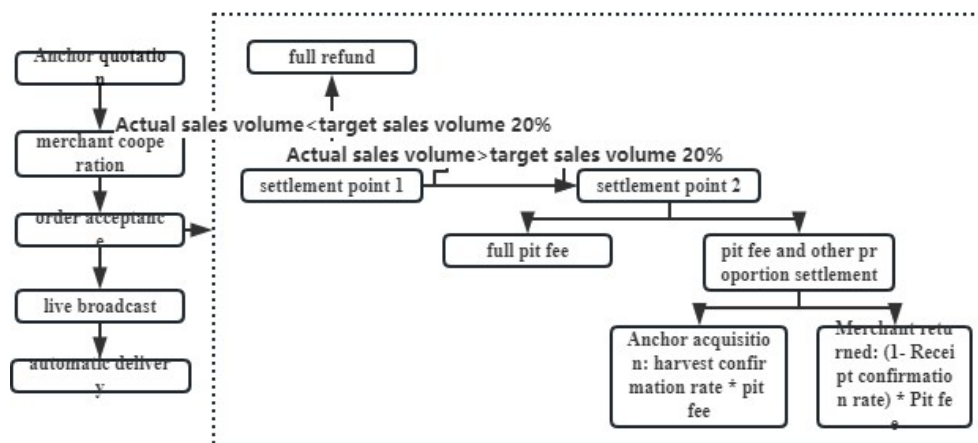 Anchor quotatio
n
merchant coope
ration
order acceptanc
e
live broadcast
automatic deliver
y
full refund
Actual sales volume<target sales volume 20%
Actual sales volume>target sales volume 20%
settlement point 1
settlement point 2
full pit fee
pit fee and other pr
oportion settlement
Anchor acquisitio
n: harvest confir
mation rate * pit
fee
Merchant retu
rned: (1- Recei
pt confirmatio
n rate) * Pit fe
e